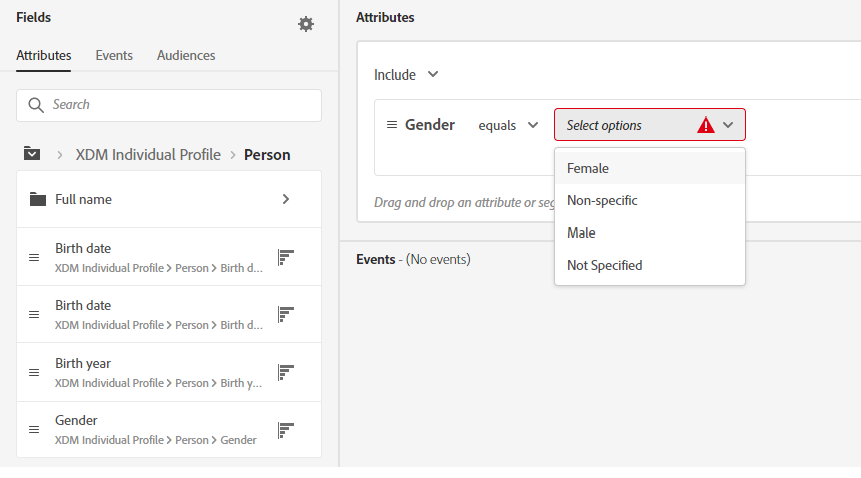 Fields
Attributes Events Audiences
Search
XDM Individual Profile > Person
Full name
Birth date
XDM Individual Profile > Person > Birth d...
Birth date
XDM Individual Profile > Person > Birth d...
Birth year
XDM Individual Profile > Person > Birth y...
Gender
XDM Individual Profile > Person > Gender
Attributes
Include
Gender equals Select options
Female
Non-specific
Male
Not Specified
Drag and drop an attribute or seg
Events - (No events)